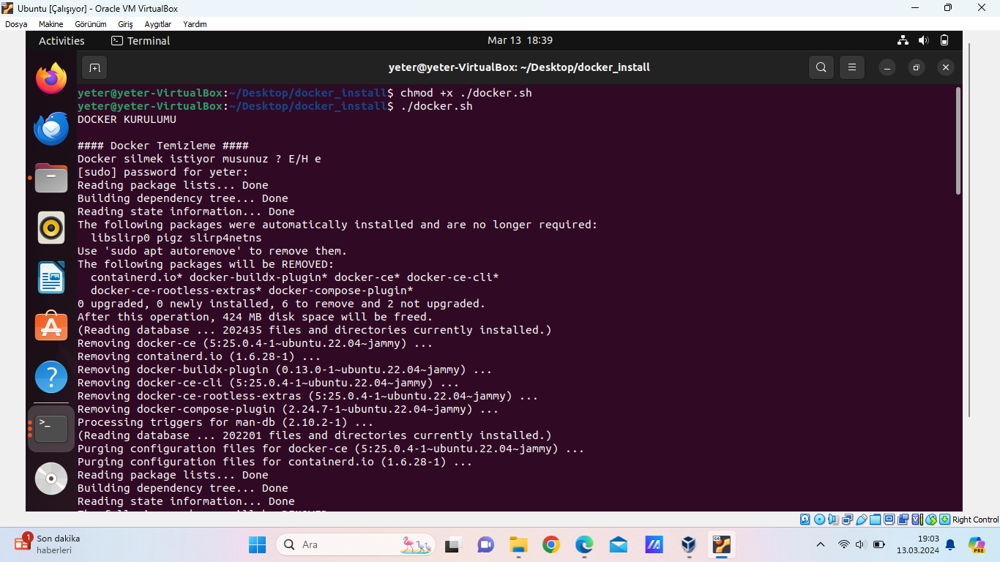 Ubuntu [Çalışıyor] - Oracle VM VirtualBox
Dosya Makine Görünüm Giriş Aygıtlar Yardım
Activities Terminal Mar 13 18:39
yeter@yeter-VirtualBox: ~/Desktop/docker_install
yeter@yeter-VirtualBox:~/Desktop/docker_install$ chmod +x ./docker.sh
yeter@yeter-VirtualBox:~/Desktop/docker_install$ ./docker.sh
DOCKER KURULUMU
#### Docker Temizleme ####
Docker silmek istiyor musunuz ? E/H e
[sudo] password for yeter:
Reading package lists... Done
Building dependency tree... Done
Reading state information... Done
The following packages were automatically installed and are no longer required:
  libslirp0 pigz slirp4netns
Use 'sudo apt autoremove' to remove them.
The following packages will be REMOVED:
  containerd.io* docker-buildx-plugin* docker-ce* docker-ce-cli*
  docker-ce-rootless-extras* docker-compose-plugin*
0 upgraded, 0 newly installed, 6 to remove and 2 not upgraded.
After this operation, 424 MB disk space will be freed.
(Reading database ... 202435 files and directories currently installed.)
Removing docker-ce (5:25.0.4-1~ubuntu.22.04~jammy) ...
Removing containerd.io (1.6.28-1) ...
Removing docker-buildx-plugin (0.13.0-1~ubuntu.22.04~jammy) ...
Removing docker-ce-cli (5:25.0.4-1~ubuntu.22.04~jammy) ...
Removing docker-ce-rootless-extras (5:25.0.4-1~ubuntu.22.04~jammy) ...
Removing docker-compose-plugin (2.24.7-1~ubuntu.22.04~jammy) ...
Processing triggers for man-db (2.10.2-1) ...
(Reading database ... 202201 files and directories currently installed.)
Purging configuration files for docker-ce (5:25.0.4-1~ubuntu.22.04~jammy) ...
Purging configuration files for containerd.io (1.6.28-1) ...
Reading package lists... Done
Building dependency tree... Done
Reading state information... Done
Right Control
1
Son dakika
haberleri
Ara
19:03
13.03.2024
PRE